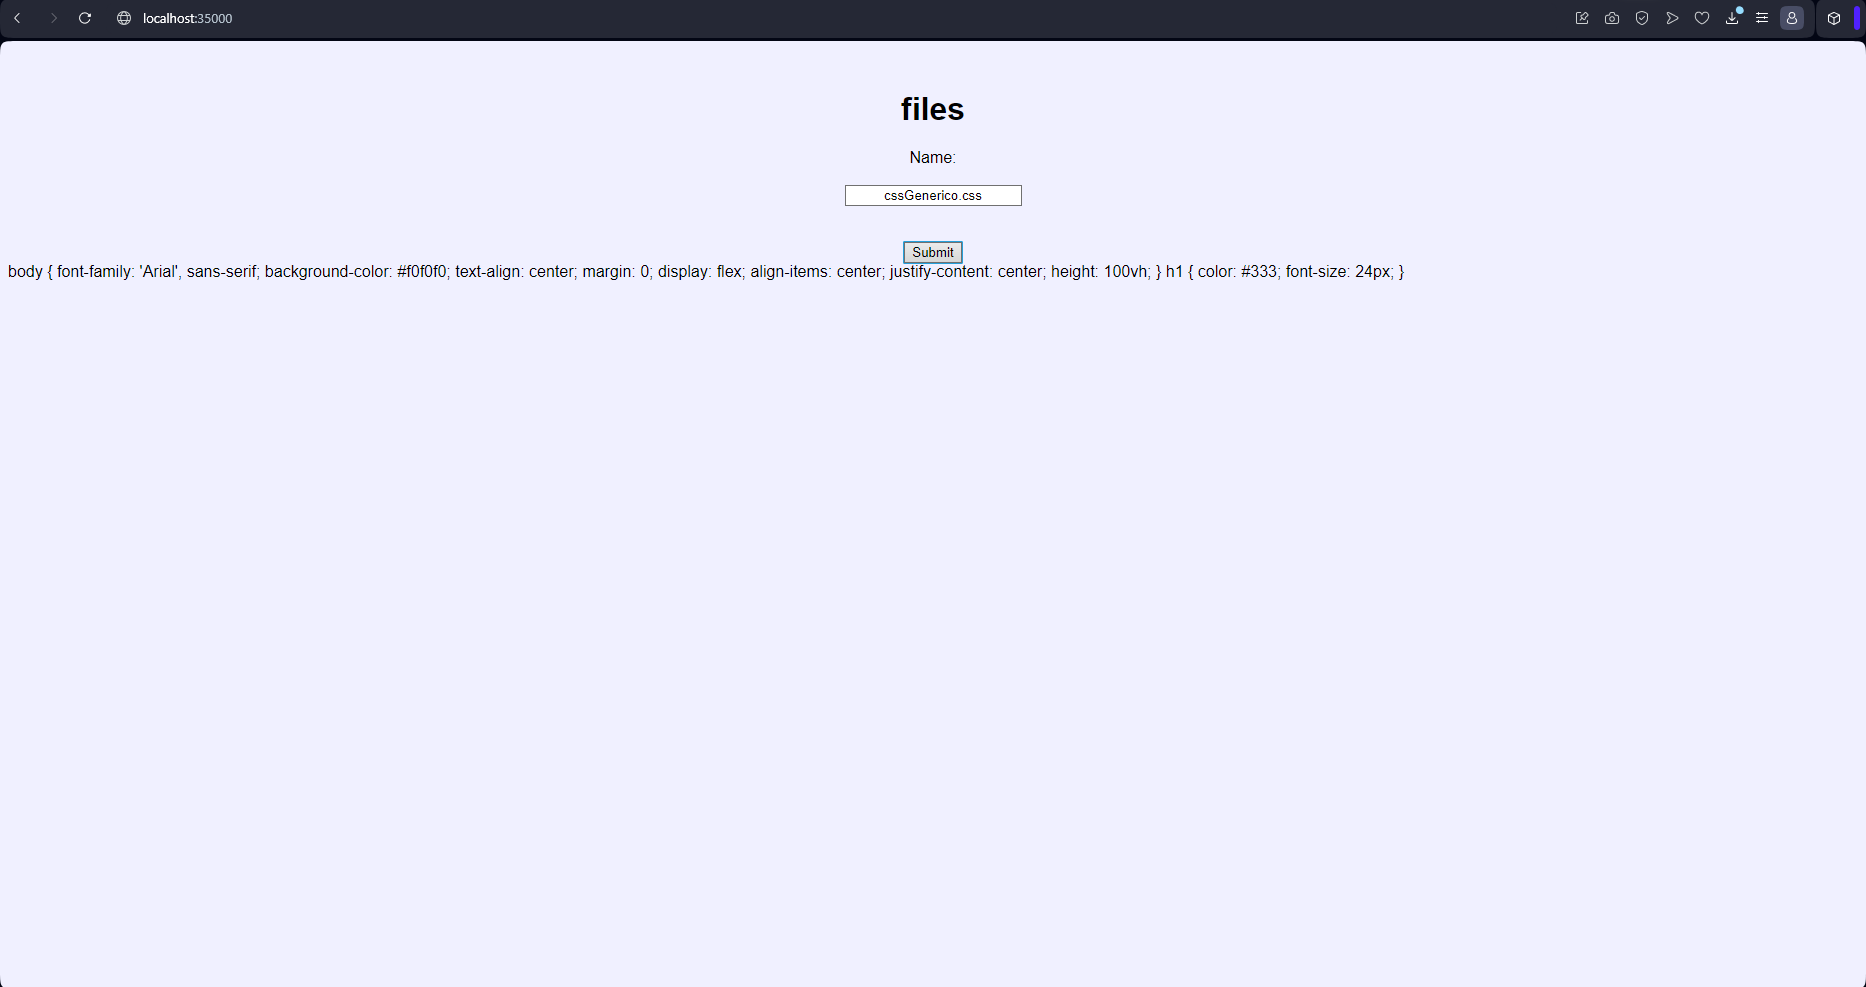 localhost:35000
files
Name:
cssGenerico.css
Submit
body { font-family: 'Arial', sans-serif; background-color: #f0f0f0; text-align: center; margin: 0; display: flex; align-items: center; justify-content: center; height: 100vh; } h1 { color: #333; font-size: 24px; }